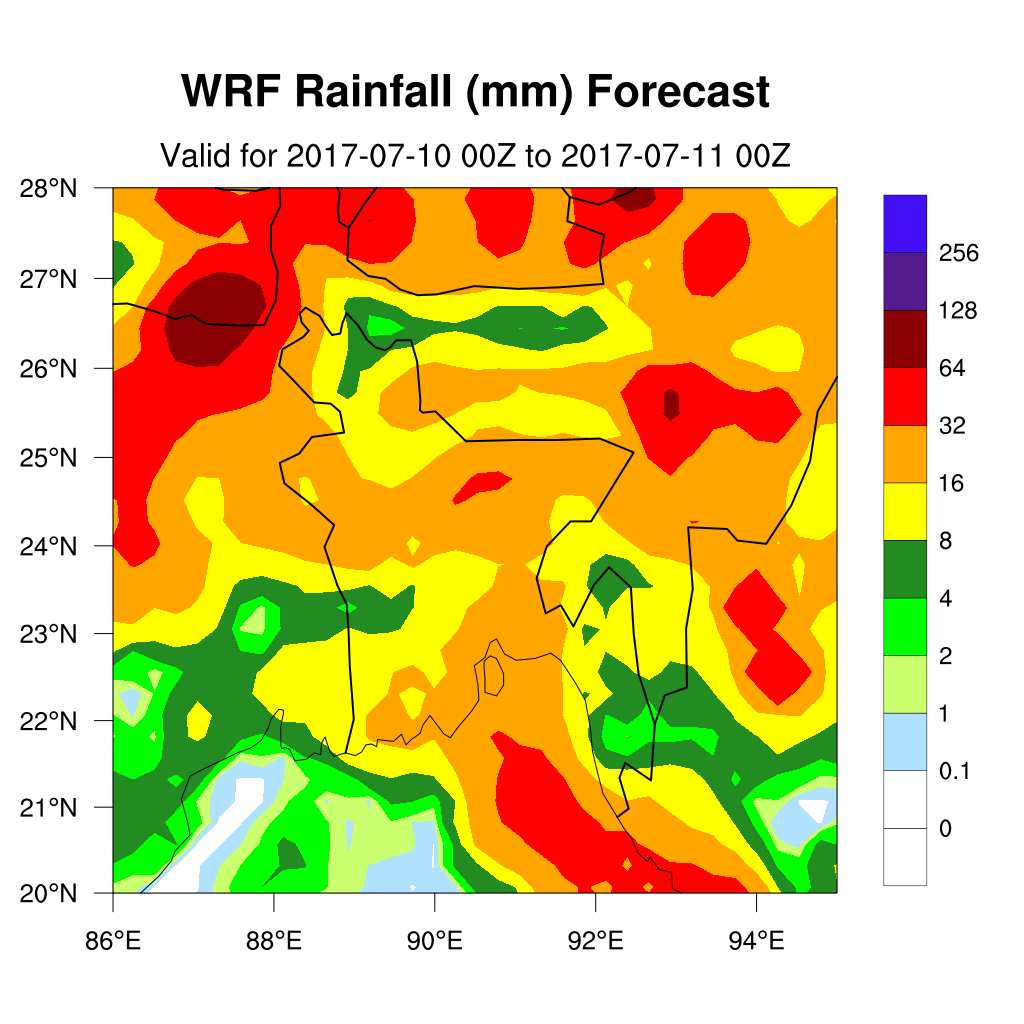 WRF Rainfall (mm) Forecast
Valid for 2017-07-10 00Z to 2017-07-11 00Z
28°N
27°N
26°N
25°N
24°N
23°N
22°N
21°N
20°N
86°E
88°E
90°E
92°E
94°E
256
128
64
32
16
8
4
2
1
0.1
0